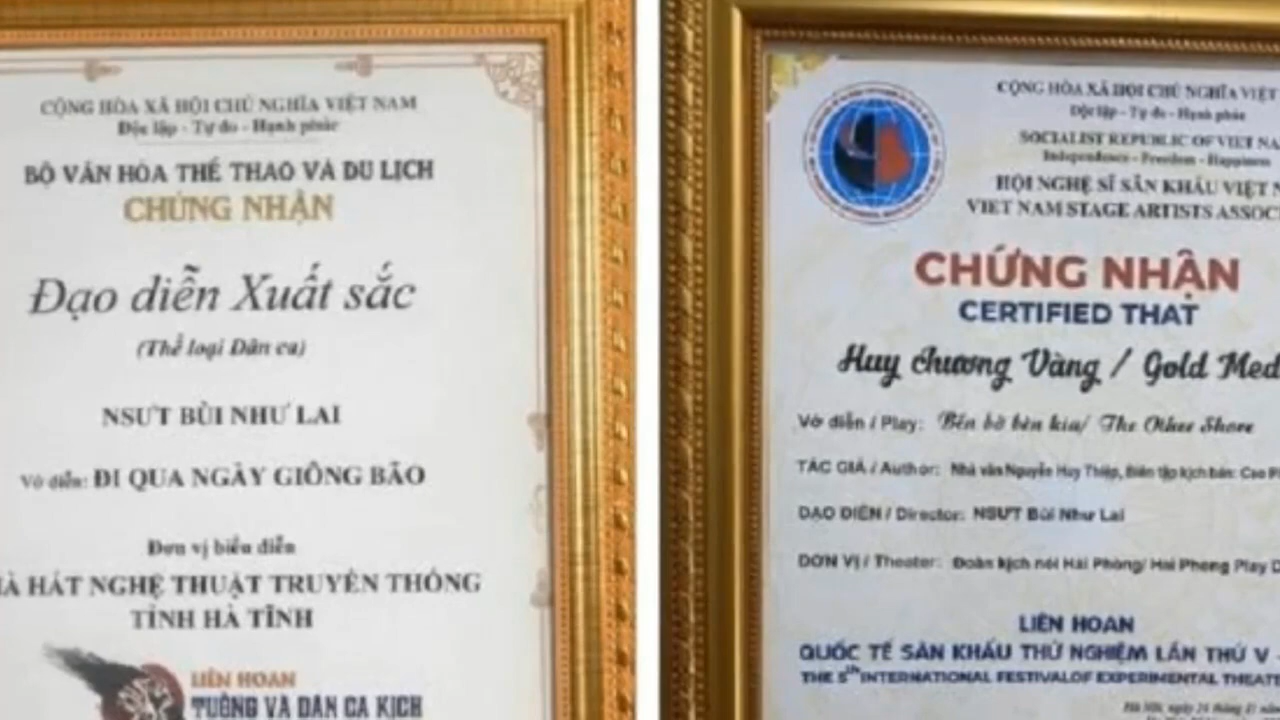 CỘNG HÒA XÃ HỘI CHỦ NGHĨA VIỆT NAM
Độc lập - Tự do - Hạnh phúc
BỘ VĂN HÓA THỂ THAO VÀ DU LỊCH
CHỨNG NHẬN
Đạo diễn Xuất sắc
(Thể loại Dân ca)
NSƯT BÙI NHƯ LAI
Vở diễn: ĐI QUA NGÀY GIÔNG BÃO
Đơn vị biểu diễn
HÁT NGHỆ THUẬT TRUYỀN THỐNG
TỈNH HÀ TĨNH
LIÊN HOAN
TUỒNG VÀ DÂN CA KỊCH
CỘNG HÒA XÃ HỘI CHỦ NGHĨA VIỆT
Độc lập - Tự do - Hạnh phúc
SOCIALIST REPUBLIC OF VIET NA
Independence - Freedom - Happiness
HỘI NGHỆ SĨ SÂN KHẤU VIỆT
VIET NAM STAGE ARTISTS ASSOC
CHỨNG NHẬN
CERTIFIED THAT
Huy chương Vàng / Gold Med
Vở diễn / Play: Bến bờ bên kia/ The Other Shore
TÁC GIẢ / Author: Nhà văn Nguyễn Huy Thiệp, Biên tập kịch bản: Cao
ĐẠO DIỄN / Director: NSƯT Bùi Như Lai
ĐƠN VỊ / Theater: Đoàn kịch nói Hải Phòng/ Hai Phong Play D
LIÊN HOAN
QUỐC TẾ SÂN KHẤU THỬ NGHIỆM LẦN THỨ V -
THE 5th INTERNATIONAL FESTIVALOF EXPERIMENTAL THEATE
Hà Nội, ngày